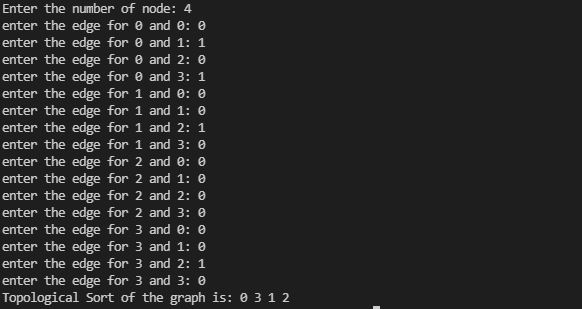 Enter the number of node: 4
enter the edge for 0 and 0: 0
enter the edge for 0 and 1: 1
enter the edge for 0 and 2: 0
enter the edge for 0 and 3: 1
enter the edge for 1 and 0: 0
enter the edge for 1 and 1: 0
enter the edge for 1 and 2: 1
enter the edge for 1 and 3: 0
enter the edge for 2 and 0: 0
enter the edge for 2 and 1: 0
enter the edge for 2 and 2: 0
enter the edge for 2 and 3: 0
enter the edge for 3 and 0: 0
enter the edge for 3 and 1: 0
enter the edge for 3 and 2: 1
enter the edge for 3 and 3: 0
Topological Sort of the graph is: 0 3 1 2